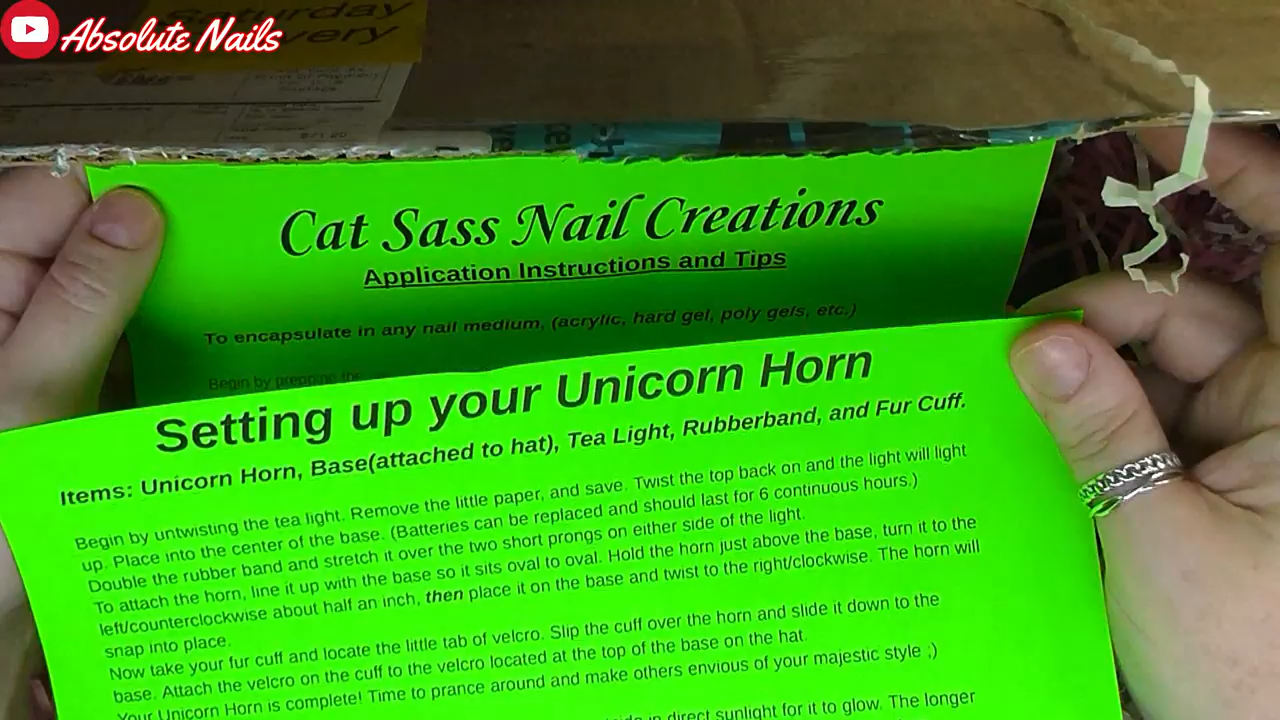 Absolute Nails
Saturday
$71.20
Cat Sass Nail Creations
Application Instructions and Tips
To encapsulate in any nail medium, (acrylic, hard gel, poly gels, etc.)
Begin by prepping the
Setting up your Unicorn Horn
Items: Unicorn Horn, Base(attached to hat), Tea Light, Rubberband, and Fur Cuff.
Begin by untwisting the tea light. Remove the little paper, and save. Twist the top back on and the light will light
up. Place into the center of the base. (Batteries can be replaced and should last for 6 continuous hours.)
Double the rubber band and stretch it over the two short prongs on either side of the light.
To attach the horn, line it up with the base so it sits oval to oval. Hold the horn just above the base, turn it to the
left/counterclockwise about half an inch, then place it on the base and twist to the right/clockwise. The horn will
snap into place.
Now take your fur cuff and locate the little tab of velcro. Slip the cuff over the horn and slide it down to the
base. Attach the velcro on the cuff to the velcro located at the top of the base on the hat.
Your Unicorn Horn is complete! Time to prance around and make others envious of your majestic style ;)
in direct sunlight for it to glow. The longer